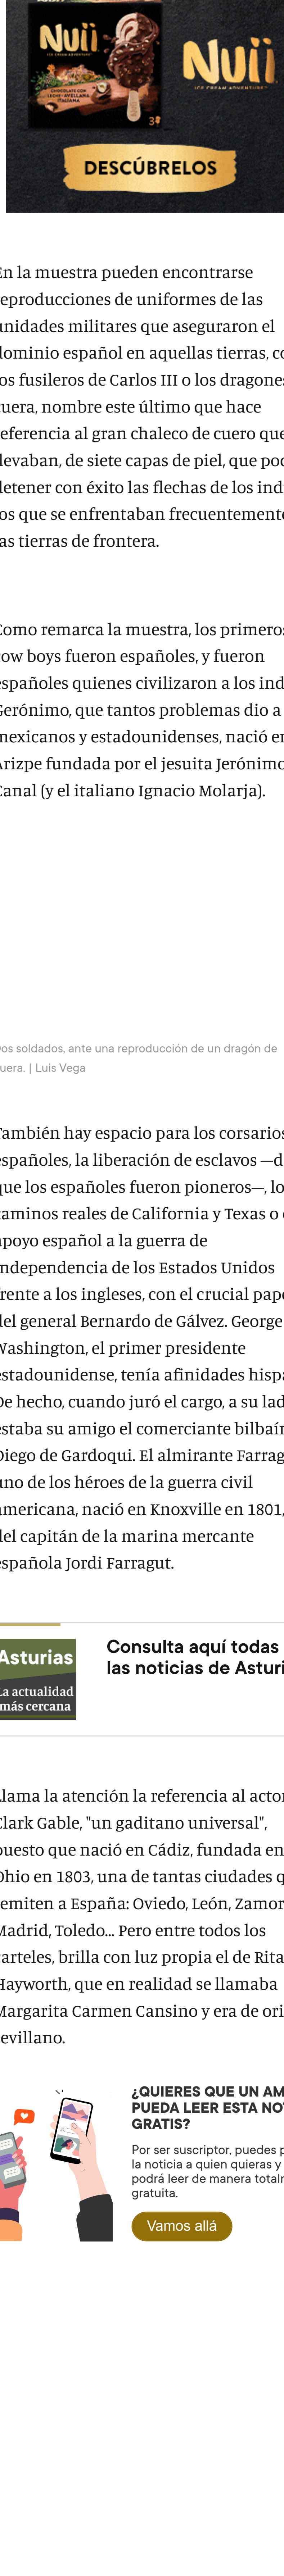 Nuii
CHOCOLATE CON
LECHE Y AVELLANA
3
Nuii
ICE CREAM ADVENTURE
DESCÚBRELOS
En la muestra pueden encontrarse
reproducciones de uniformes de las
unidades militares que aseguraron el
dominio español en aquellas tierras, co
los fusileros de Carlos III o los dragones
cuera, nombre este último que hace
referencia al gran chaleco de cuero que
llevaban, de siete capas de piel, que pod
detener con éxito las flechas de los ind
los que se enfrentaban frecuentemente
las tierras de frontera.
Como remarca la muestra, los primeros
cow boys fueron españoles, y fueron
españoles quienes civilizaron a los ind
Gerónimo, que tantos problemas dio a
mexicanos y estadounidenses, nació en
Arizpe fundada por el jesuita Jerónimo
Canal (y el italiano Ignacio Molarja).
Dos soldados, ante una reproducción de un dragón de
cuera. | Luis Vega
También hay espacio para los corsarios
españoles, la liberación de esclavos —d
que los españoles fueron pioneros—, lo
caminos reales de California y Texas o e
apoyo español a la guerra de
independencia de los Estados Unidos
frente a los ingleses, con el crucial pape
del general Bernardo de Gálvez. George
Washington, el primer presidente
estadounidense, tenía afinidades hispa
De hecho, cuando juró el cargo, a su lad
estaba su amigo el comerciante bilbaín
Diego de Gardoqui. El almirante Farrag
uno de los héroes de la guerra civil
americana, nació en Knoxville en 1801,
del capitán de la marina mercante
española Jordi Farragut.
Asturias
La actualidad
más cercana
Consulta aquí todas
las noticias de Asturi
Llama la atención la referencia al actor
Clark Gable, "un gaditano universal",
puesto que nació en Cádiz, fundada en
Ohio en 1803, una de tantas ciudades q
remiten a España: Oviedo, León, Zamor
Madrid, Toledo... Pero entre todos los
carteles, brilla con luz propia el de Rita
Hayworth, que en realidad se llamaba
Margarita Carmen Cansino y era de ori
sevillano.
¿QUIERES QUE UN AM
PUEDA LEER ESTA NOT
GRATIS?
Por ser suscriptor, puedes p
la noticia a quien quieras y
podrá leer de manera totalm
gratuita.
Vamos allá